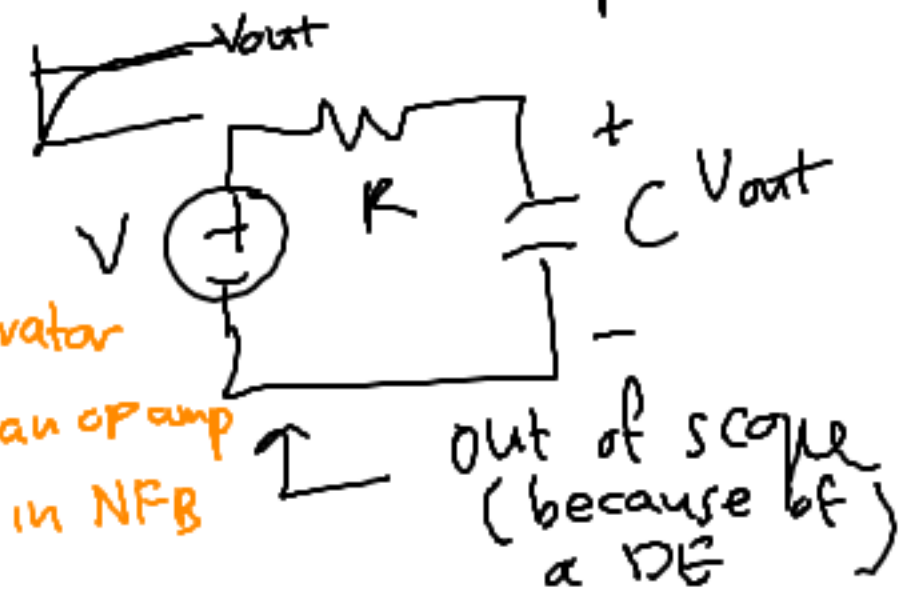 Vout
R
+
V
+
C Vout
-
vator
an op amp
in NFB
out of scope
(because of
a DE)